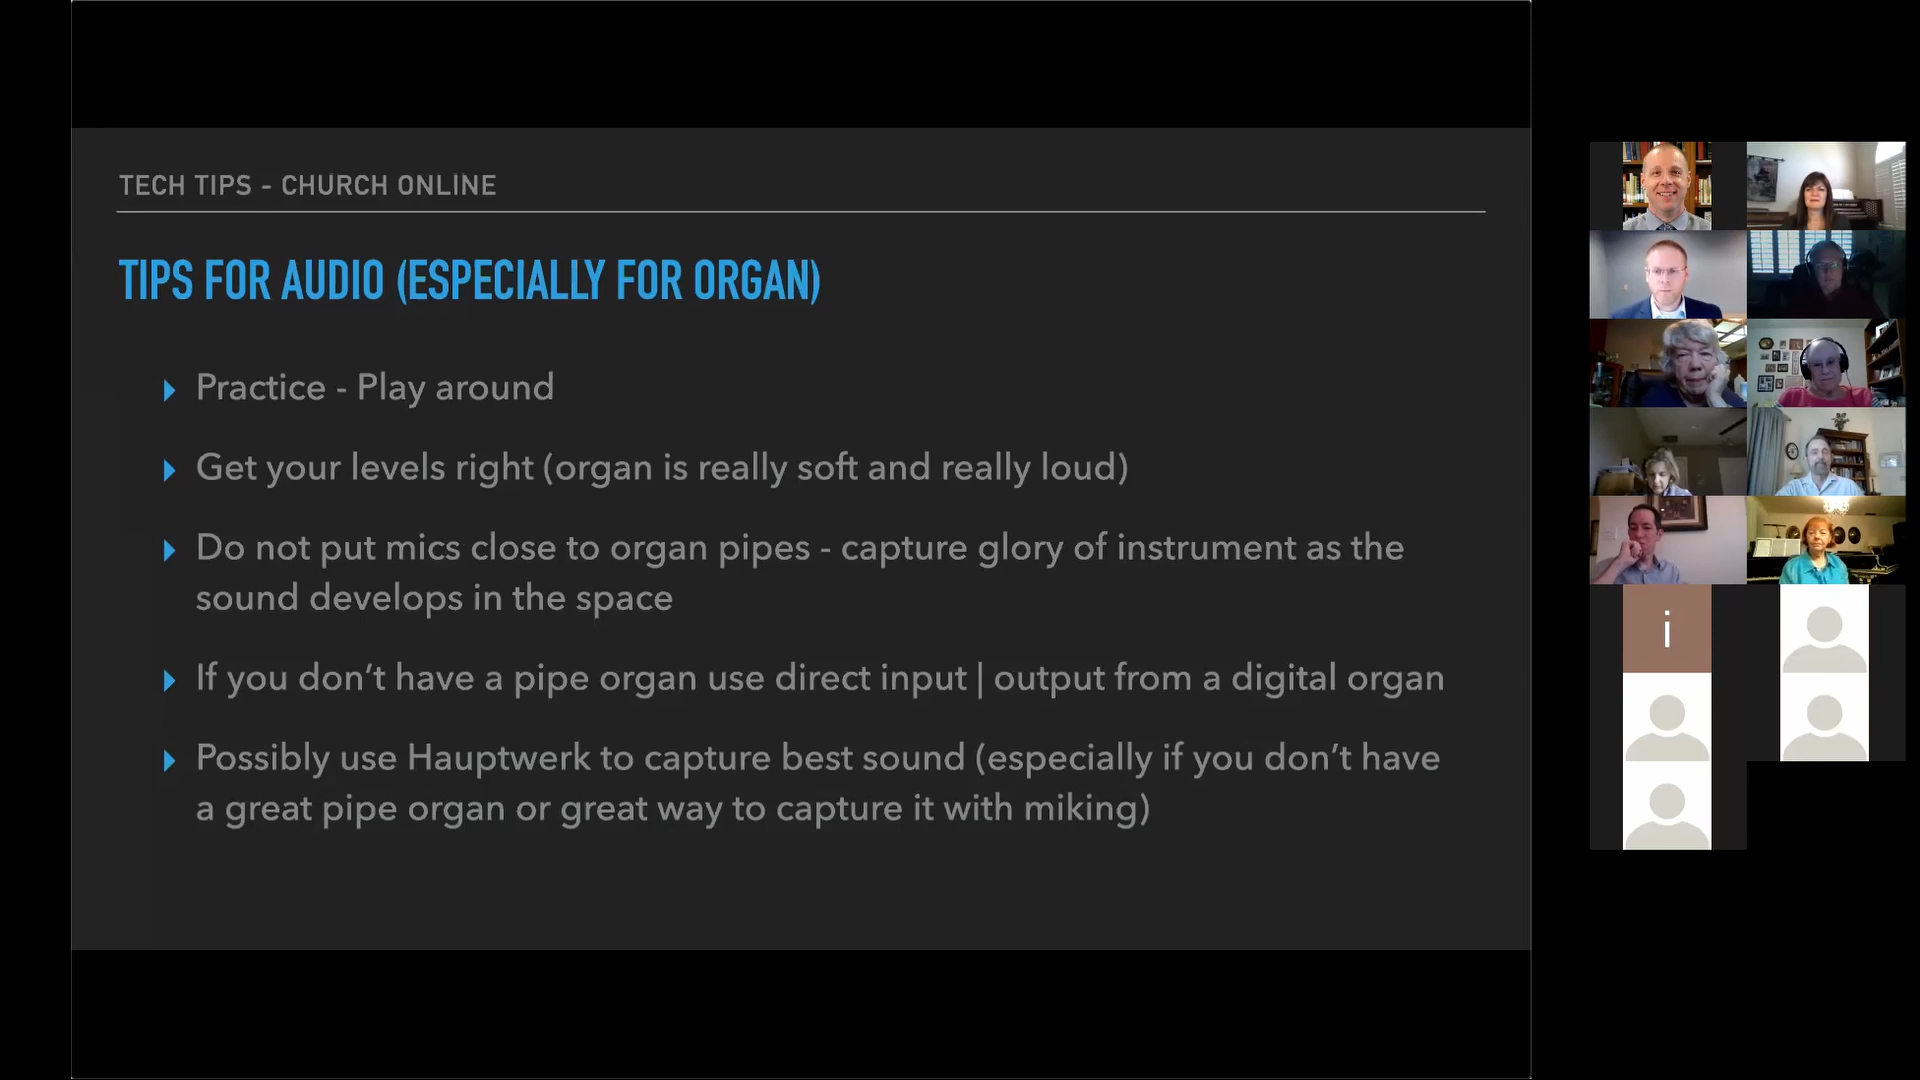 TECH TIPS - CHURCH ONLINE
TIPS FOR AUDIO (ESPECIALLY FOR ORGAN)
Practice - Play around
Get your levels right (organ is really soft and really loud)
Do not put mics close to organ pipes - capture glory of instrument as the
sound develops in the space
If you don’t have a pipe organ use direct input | output from a digital organ
Possibly use Hauptwerk to capture best sound (especially if you don’t have
a great pipe organ or great way to capture it with miking)
i